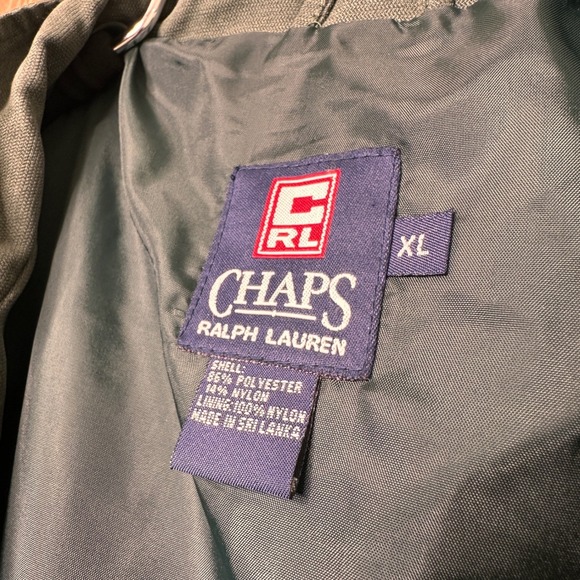 C
RL
CHAPS
RALPH LAUREN
XL
SHELL:
86% POLYESTER
14% NYLON
LINING:100% NYLON
MADE IN SRI LANKA